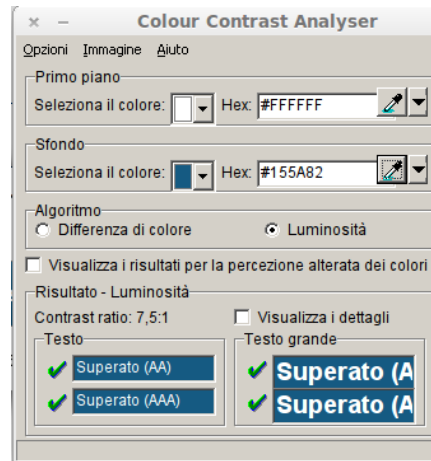 Colour Contrast Analyser
Opzioni Immagine Aiuto
Primo piano
Seleziona il colore: Hex: #FFFFFF
Sfondo
Seleziona il colore: Hex: #155A82
Algoritmo
Differenza di colore Luminosità
Visualizza i risultati per la percezione alterata dei colori
Risultato - Luminosità
Contrast ratio: 7,5:1 Visualizza i dettagli
Testo Testo grande
Superato (AA) Superato (A
Superato (AAA) Superato (A